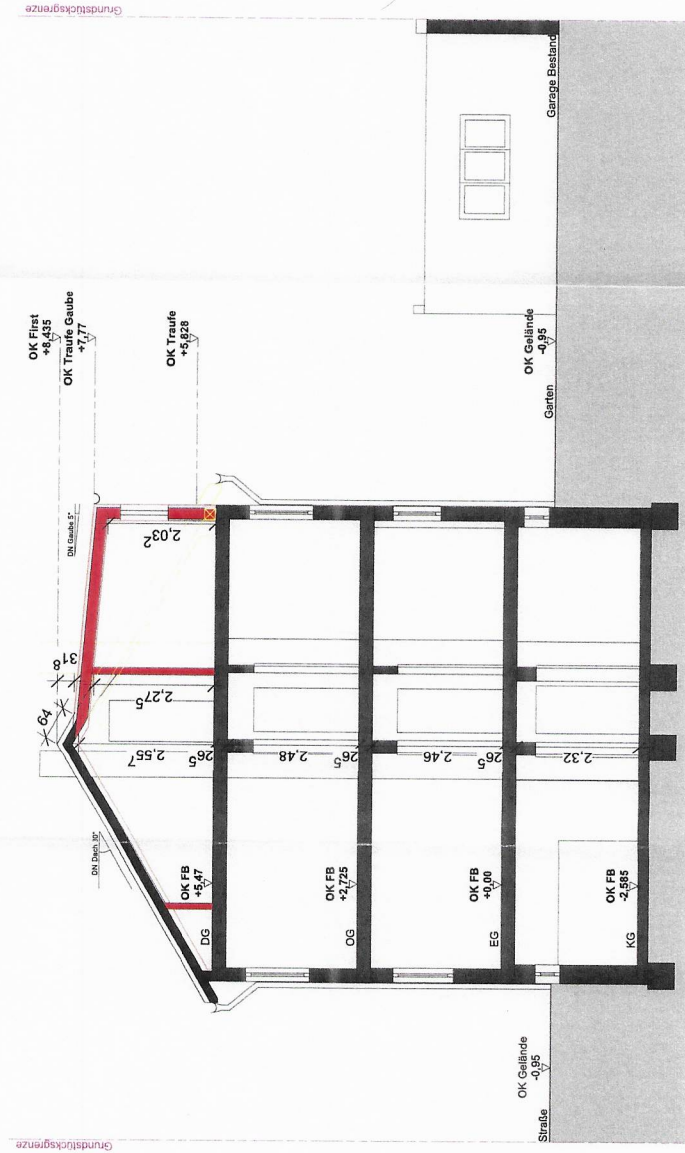 Grundstücksgrenze
OK First
+8,435
OK Traufe Gaube
+7,77
OK Traufe
+5,828
DN Gaube 5°
64
31⁸
2,03²
2,27⁵
2,55⁷
26⁵
DN Dach 30°
OK FB
+5,47
DG
2,48
26⁵
OK FB
+2,725
OG
2,46
26⁵
OK FB
+0,00
EG
2,32
OK FB
-2,585
KG
OK Gelände
-0,95
Straße
OK Gelände
-0,95
Garten
Garage Bestand
Grundstücksgrenze